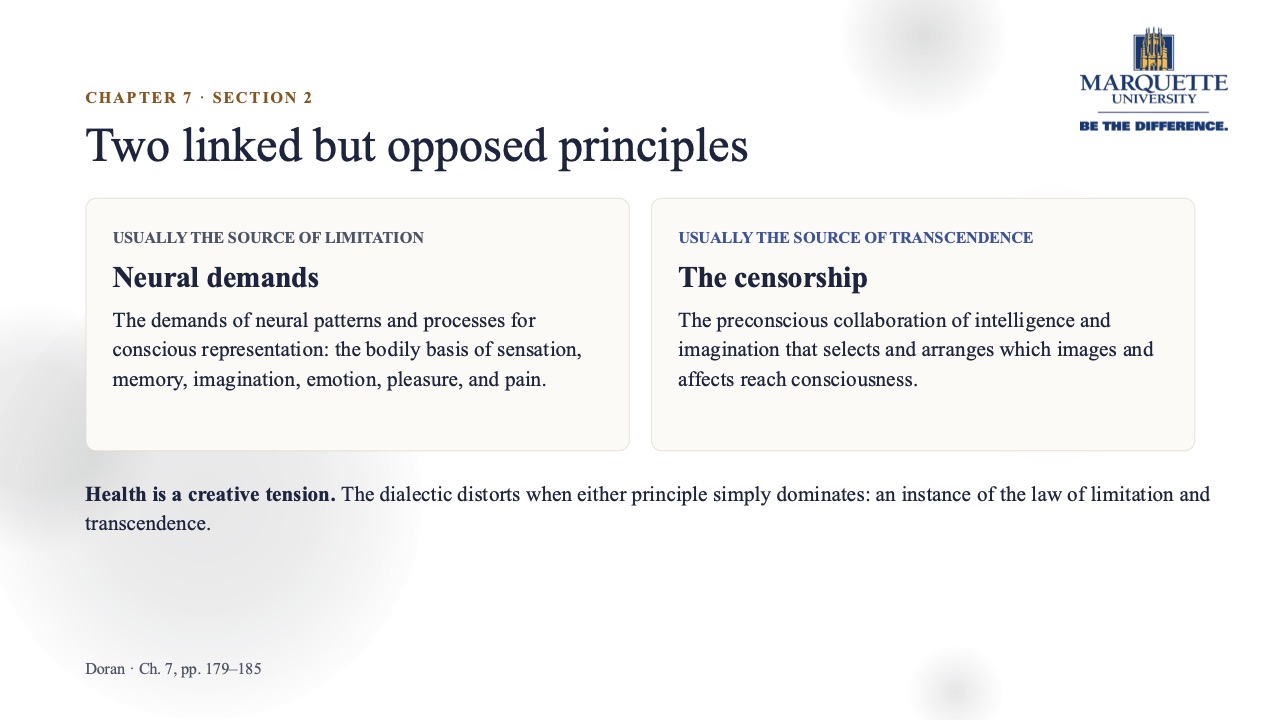 MARQUETTE
UNIVERSITY
BE THE DIFFERENCE.
CHAPTER 7 · SECTION 2
Two linked but opposed principles
USUALLY THE SOURCE OF LIMITATION
Neural demands
The demands of neural patterns and processes for
conscious representation: the bodily basis of sensation,
memory, imagination, emotion, pleasure, and pain.
USUALLY THE SOURCE OF TRANSCENDENCE
The censorship
The preconscious collaboration of intelligence and
imagination that selects and arranges which images and
affects reach consciousness.
Health is a creative tension. The dialectic distorts when either principle simply dominates: an instance of the law of limitation and
transcendence.
Doran · Ch. 7, pp. 179–185